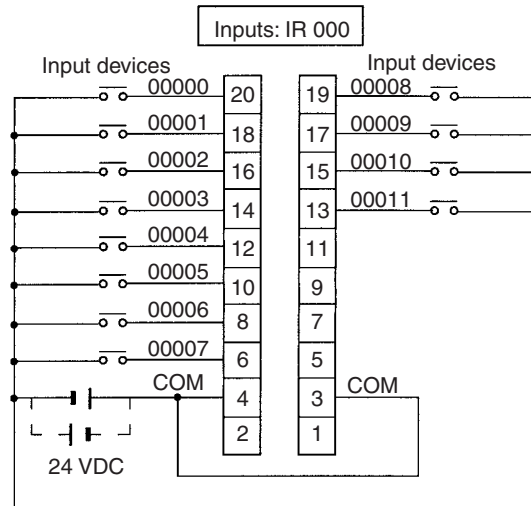 Inputs: IR 000
Input devices
Input devices
00000 20 19 00008
00001 18 17 00009
00002 16 15 00010
00003 14 13 00011
00004 12 11
00005 10 9
00006 8 7
00007 6 5
COM 4 3 COM
2 1
24 VDC